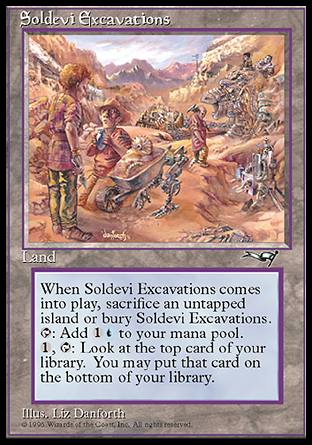 Soldevi Excavations
danforth
Land
When Soldevi Excavations comes
into play, sacrifice an untapped
island or bury Soldevi Excavations.
: Add 1 to your mana pool.
1, : Look at the top card of your
library. You may put that card on
the bottom of your library.
Illus. Liz Danforth
© 1996 Wizards of the Coast, Inc. All rights reserved.